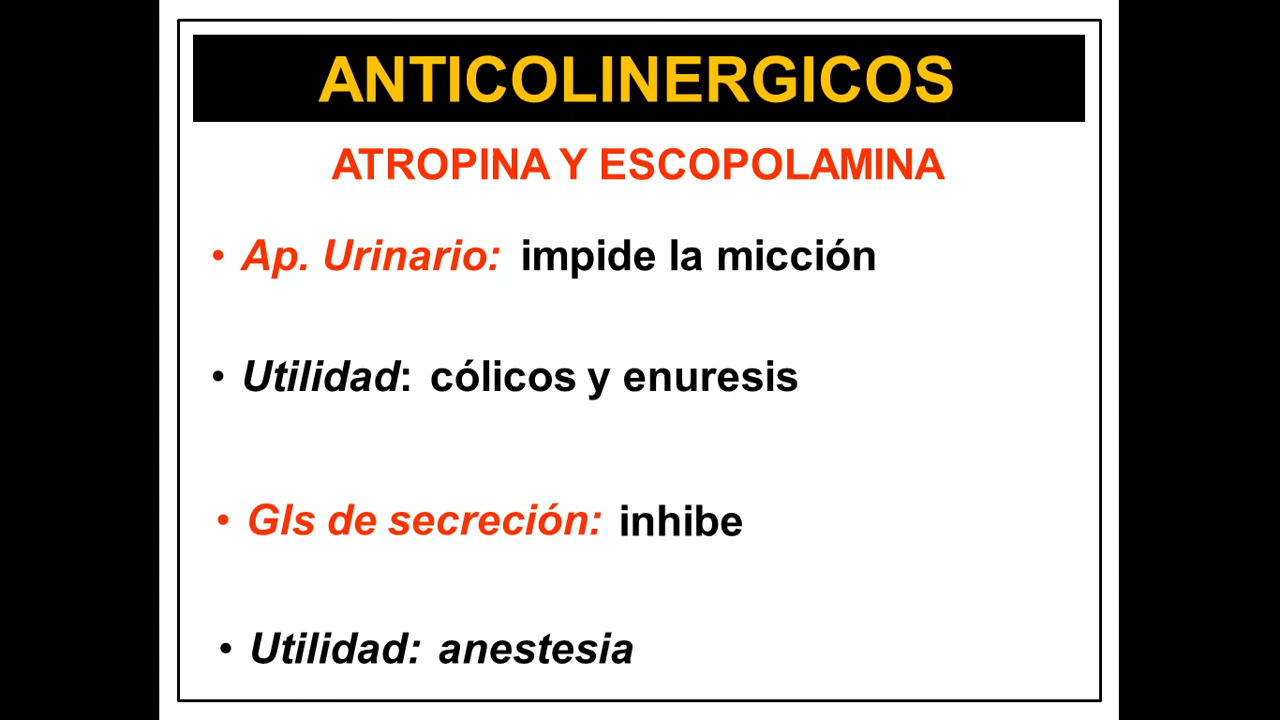 ANTICOLINERGICOS
ATROPINA Y ESCOPOLAMINA
• Ap. Urinario: impide la micción
• Utilidad: cólicos y enuresis
• Gls de secreción: inhibe
• Utilidad: anestesia